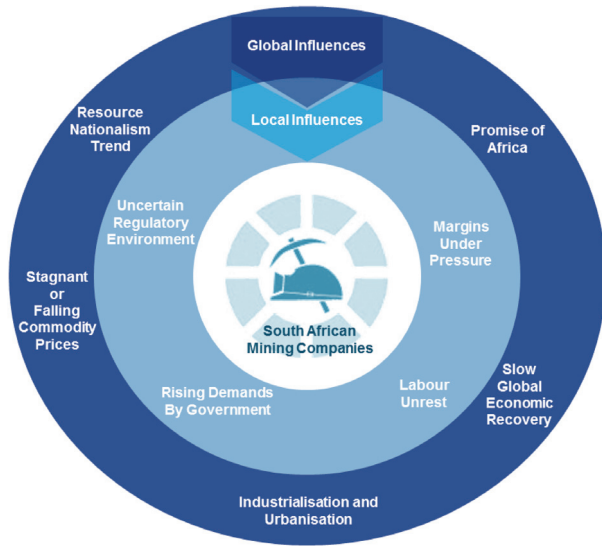 Global Influences
Local Influences
Resource
Nationalism
Trend
Promise of
Africa
Uncertain
Regulatory
Environment
Margins
Under
Pressure
Stagnant
or
Falling
Commodity
Prices
South African
Mining Companies
Slow
Global
Economic
Recovery
Rising Demands
By Government
Labour
Unrest
Industrialisation and
Urbanisation